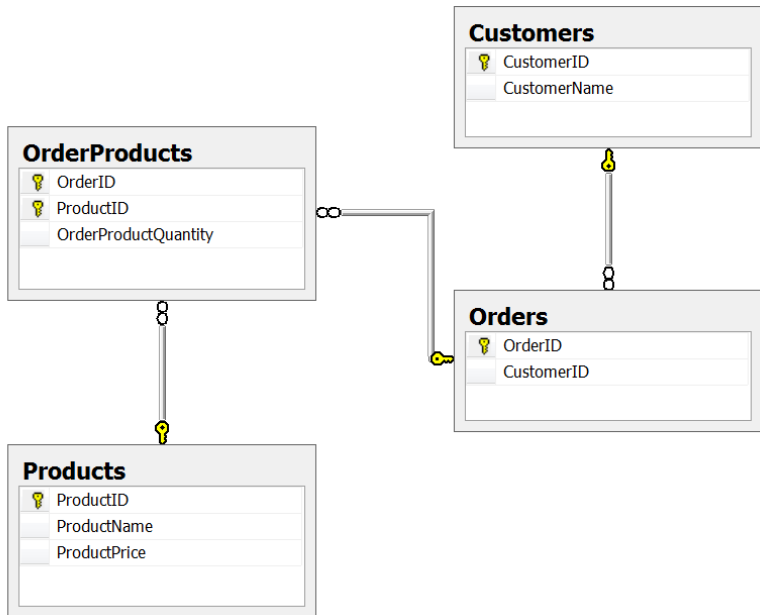 Customers
CustomerID
CustomerName
OrderProducts
OrderID
ProductID
OrderProductQuantity
Orders
OrderID
CustomerID
Products
ProductID
ProductName
ProductPrice